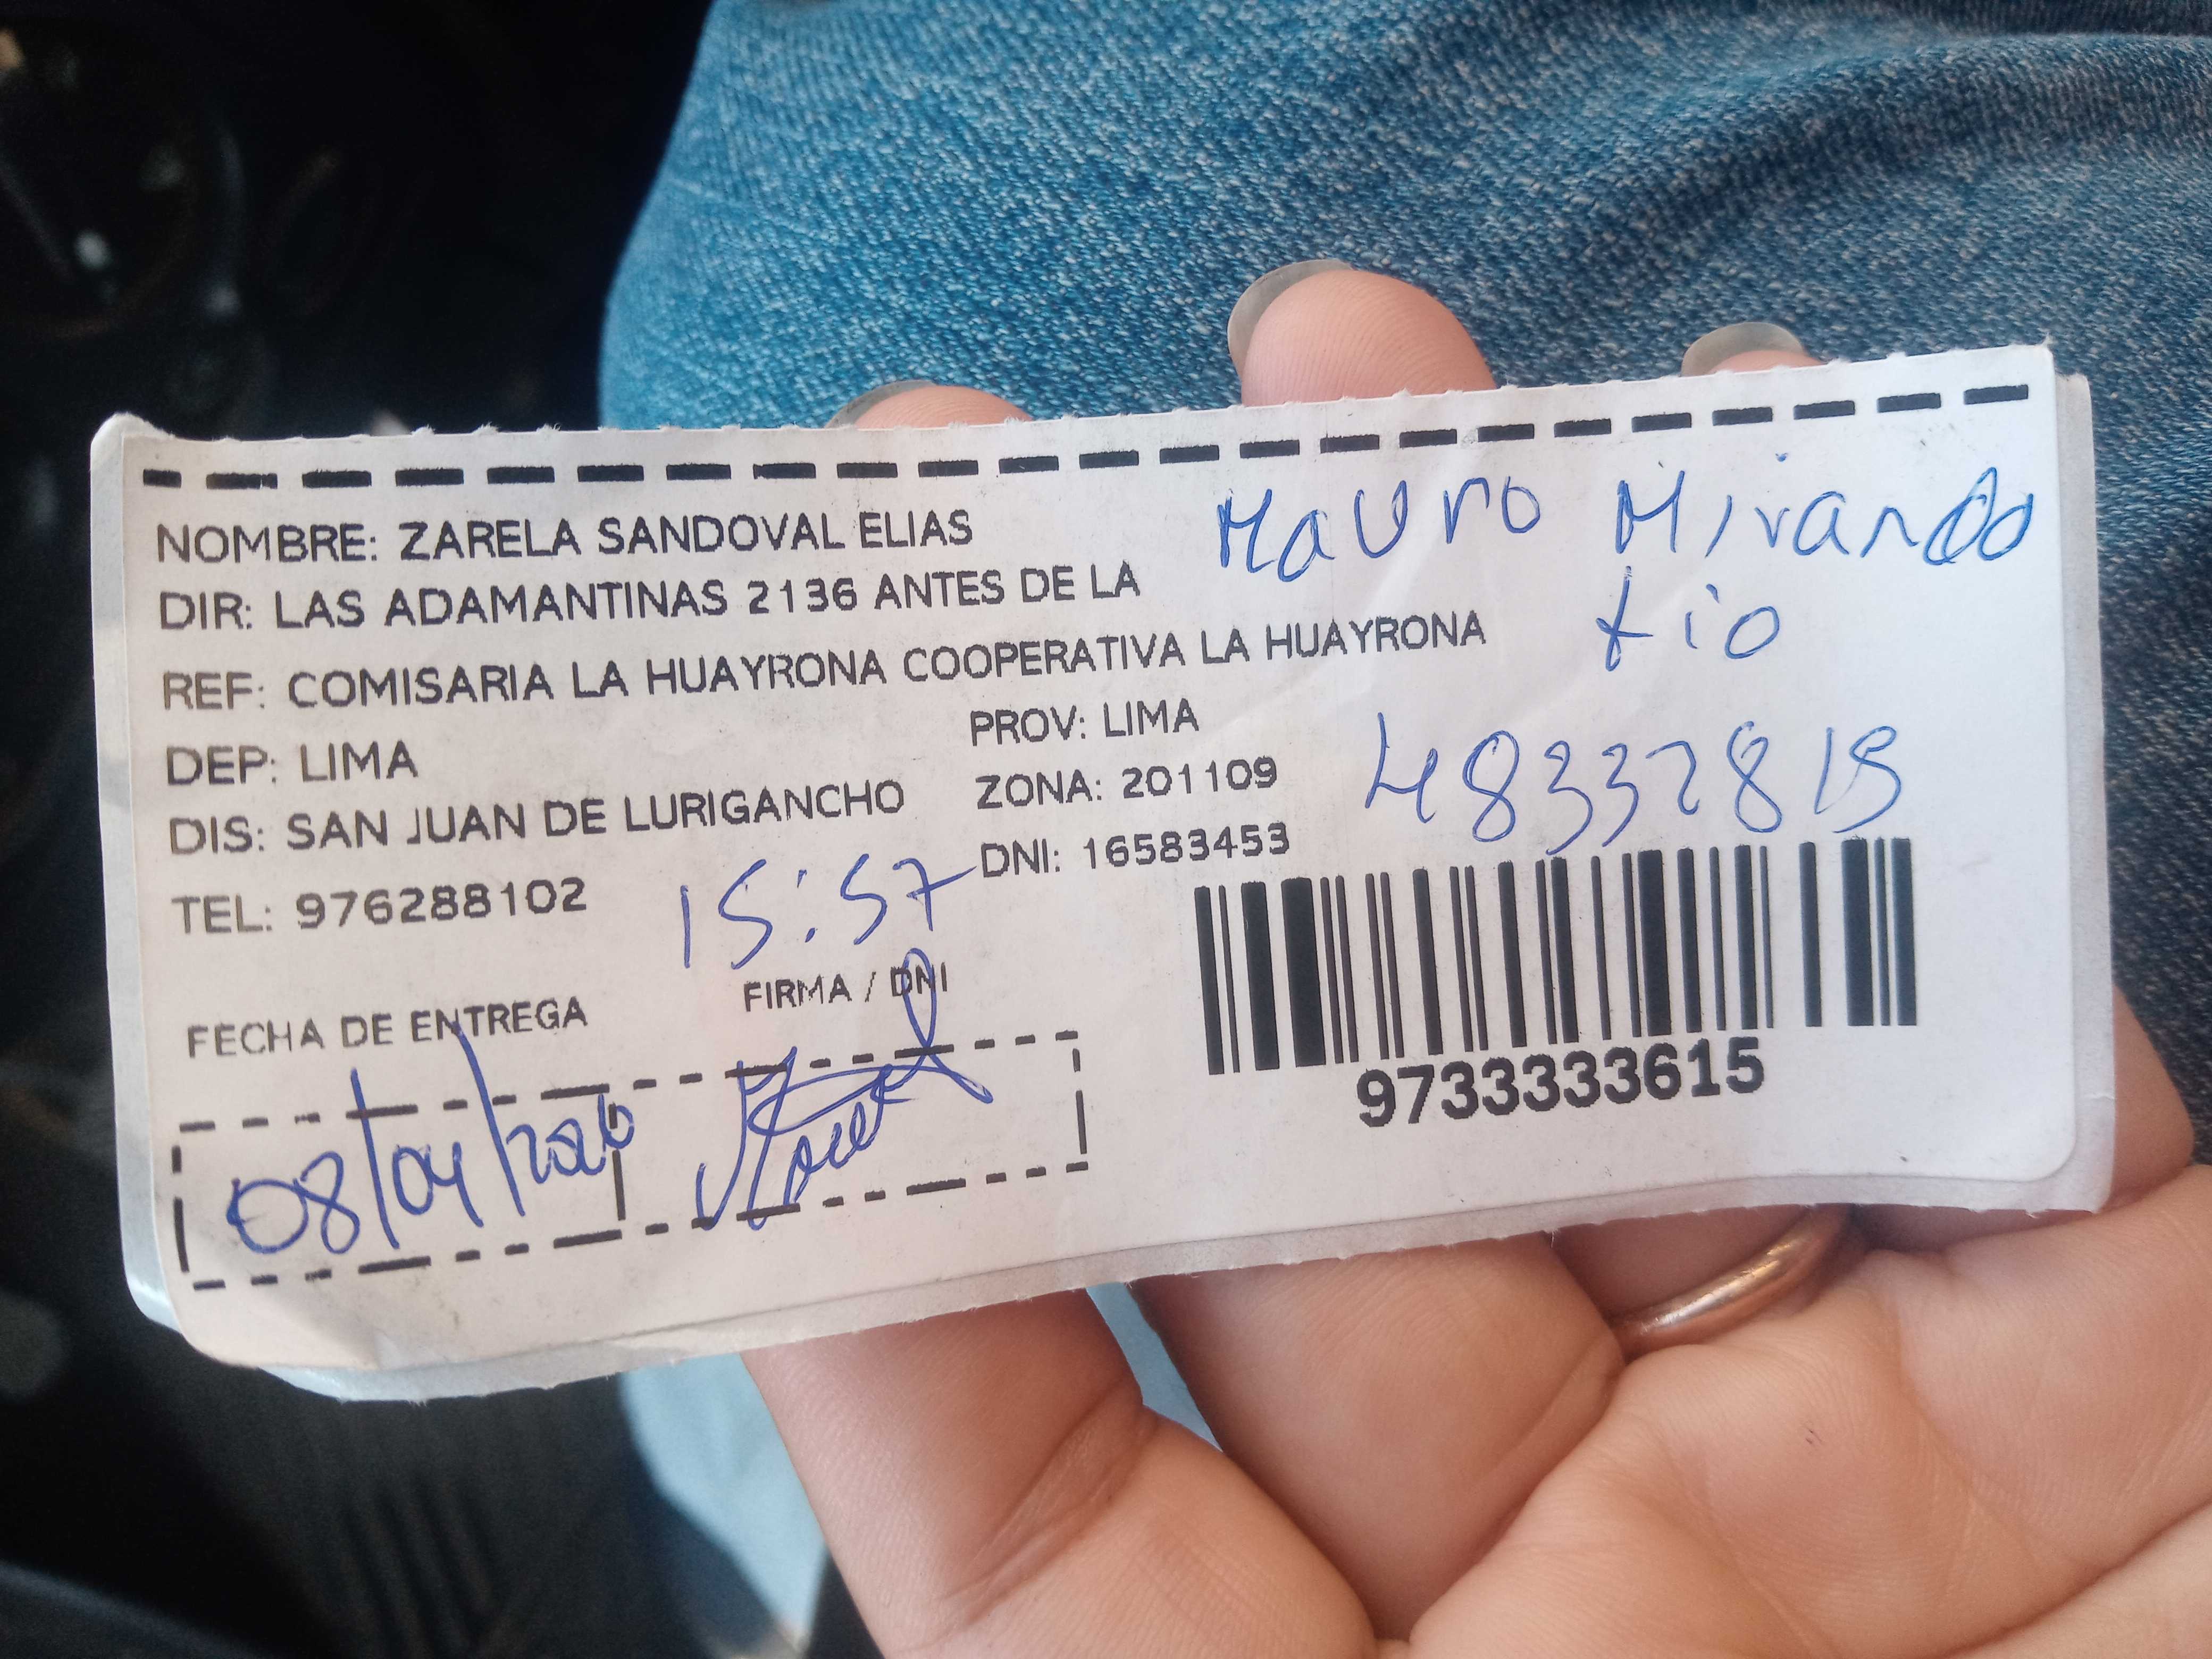 NOMBRE: ZARELA SANDOVAL ELIAS
Mauro Miranda
DIR: LAS ADAMANTINAS 2136 ANTES DE LA
tio
REF: COMISARIA LA HUAYRONA COOPERATIVA LA HUAYRONA
DEP: LIMA
PROV: LIMA
48332819
DIS: SAN JUAN DE LURIGANCHO
ZONA: 201109
TEL: 976288102
15:57
DNI: 16583453
FECHA DE ENTREGA
FIRMA / DNI
08/04/2026
9733333615